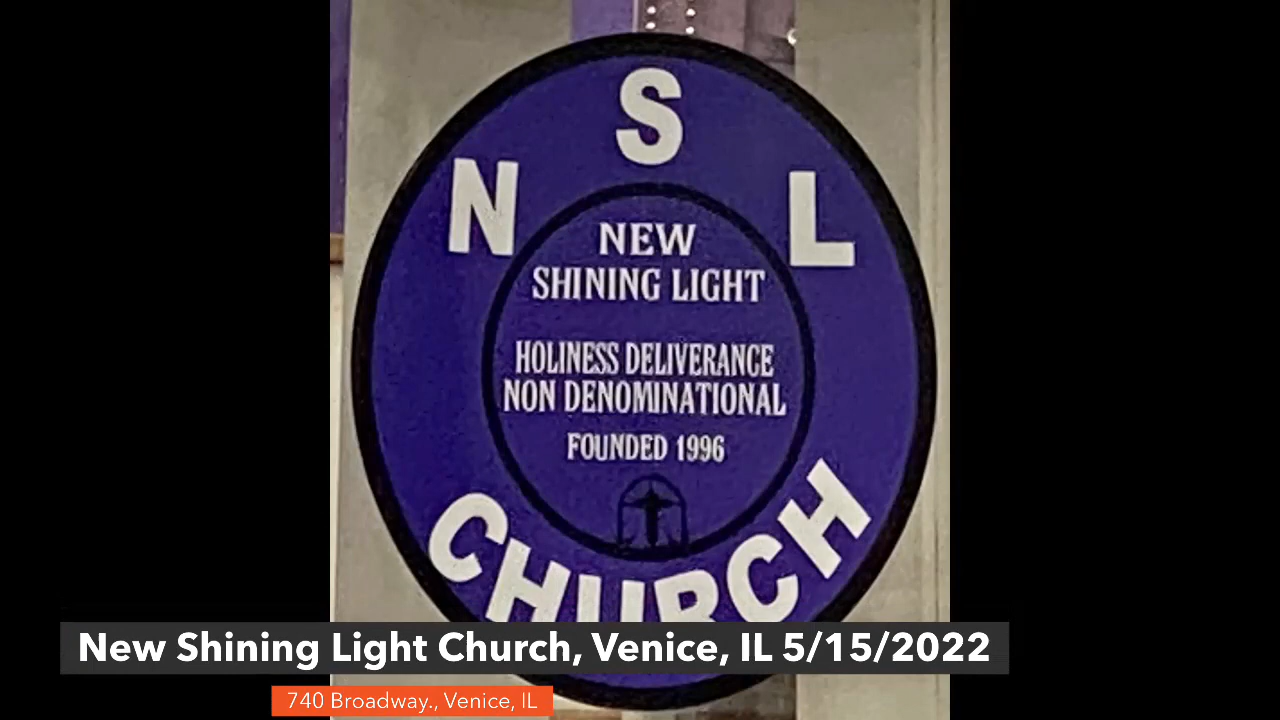 S
N L
NEW
SHINING LIGHT
HOLINESS DELIVERANCE
NON DENOMINATIONAL
FOUNDED 1996
CHURCH
New Shining Light Church, Venice, IL 5/15/2022
740 Broadway., Venice, IL